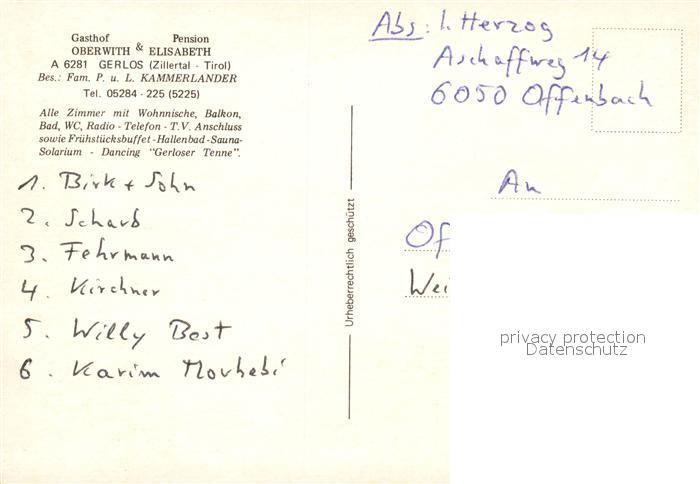 Gasthof & Pension
OBERWITH ELISABETH
A 6281 GERLOS (Zillertal - Tirol)
Bes.: Fam. P. u. L. KAMMERLANDER
Tel. 05284 - 225 (5225)
Alle Zimmer mit Wohnnische, Balkon,
Bad, WC, Radio - Telefon - T.V. Anschluss
sowie Frühstücksbuffet - Hallenbad - Sauna-
Solarium - Dancing "Gerloser Tenne".
1. Birk + Sohn
2. Scharb
3. Fehrmann
4. Kirchner
5. Willy Best
6. Karim
Urheberrechtlich geschützt
Abs: I. Herzog
Aschaffweg 14
6050 Offenbach
An
Of
Wei
privacy protection
Datenschutz